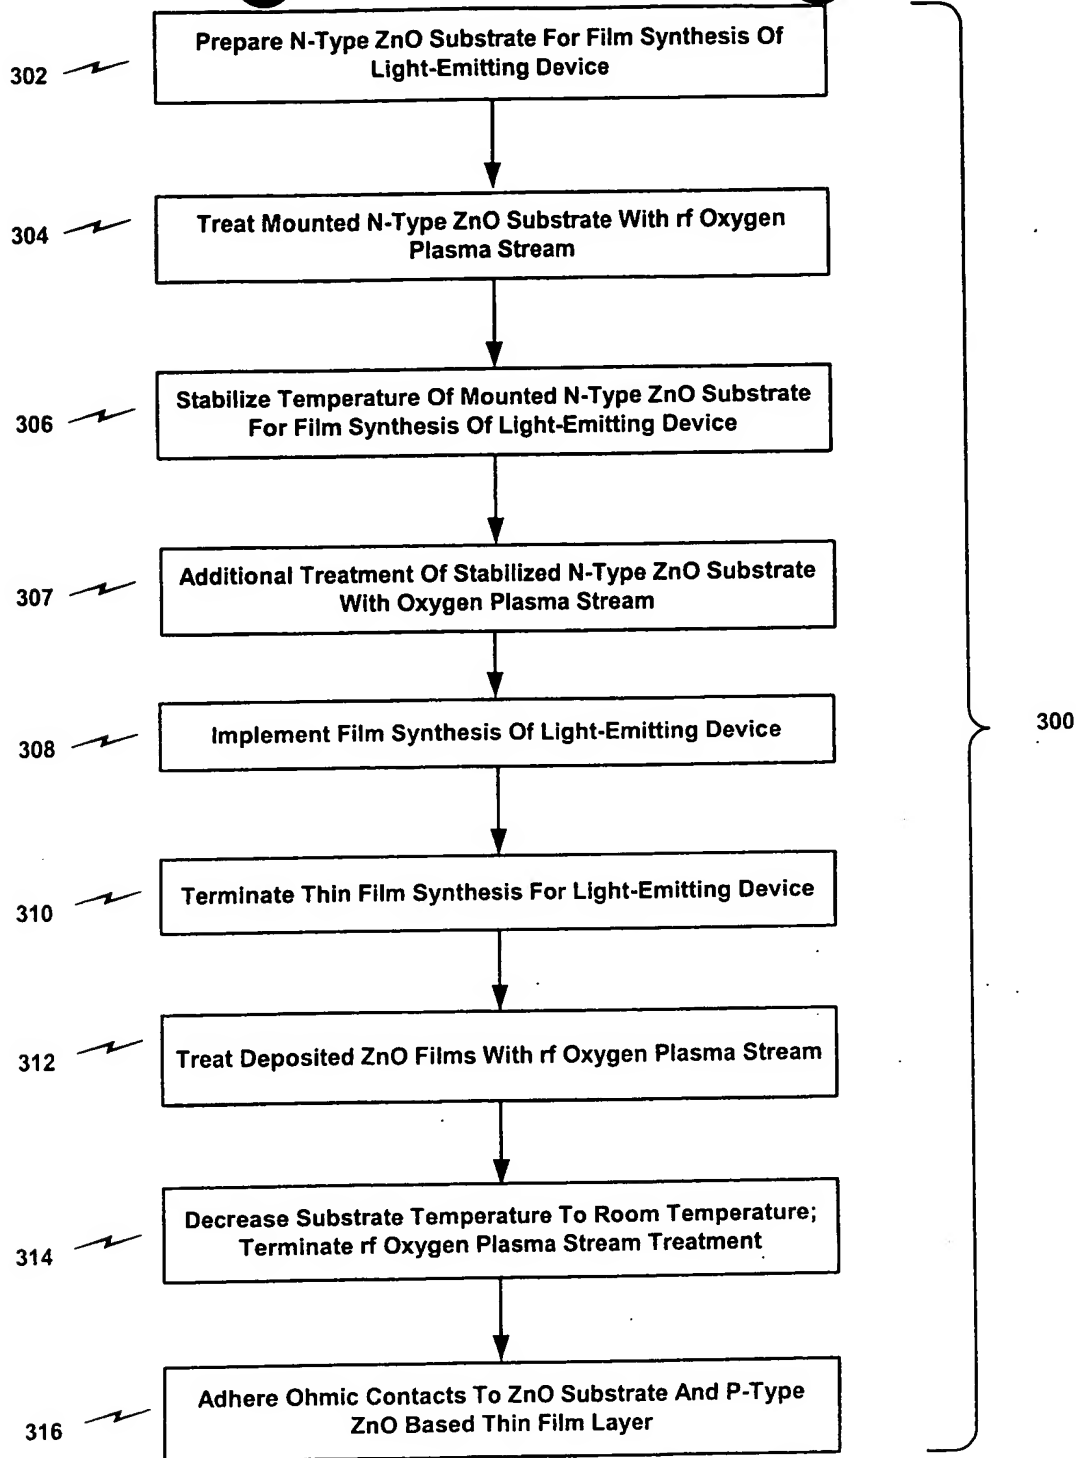 Prepare N-Type ZnO Substrate For Film Synthesis Of
Light-Emitting Device
302
Treat Mounted N-Type ZnO Substrate With rf Oxygen
Plasma Stream
304
Stabilize Temperature Of Mounted N-Type ZnO Substrate
For Film Synthesis Of Light-Emitting Device
306
Additional Treatment Of Stabilized N-Type ZnO Substrate
With Oxygen Plasma Stream
307
Implement Film Synthesis Of Light-Emitting Device
308
300
Terminate Thin Film Synthesis For Light-Emitting Device
310
Treat Deposited ZnO Films With rf Oxygen Plasma Stream
312
Decrease Substrate Temperature To Room Temperature;
Terminate rf Oxygen Plasma Stream Treatment
314
Adhere Ohmic Contacts To ZnO Substrate And P-Type
ZnO Based Thin Film Layer
316